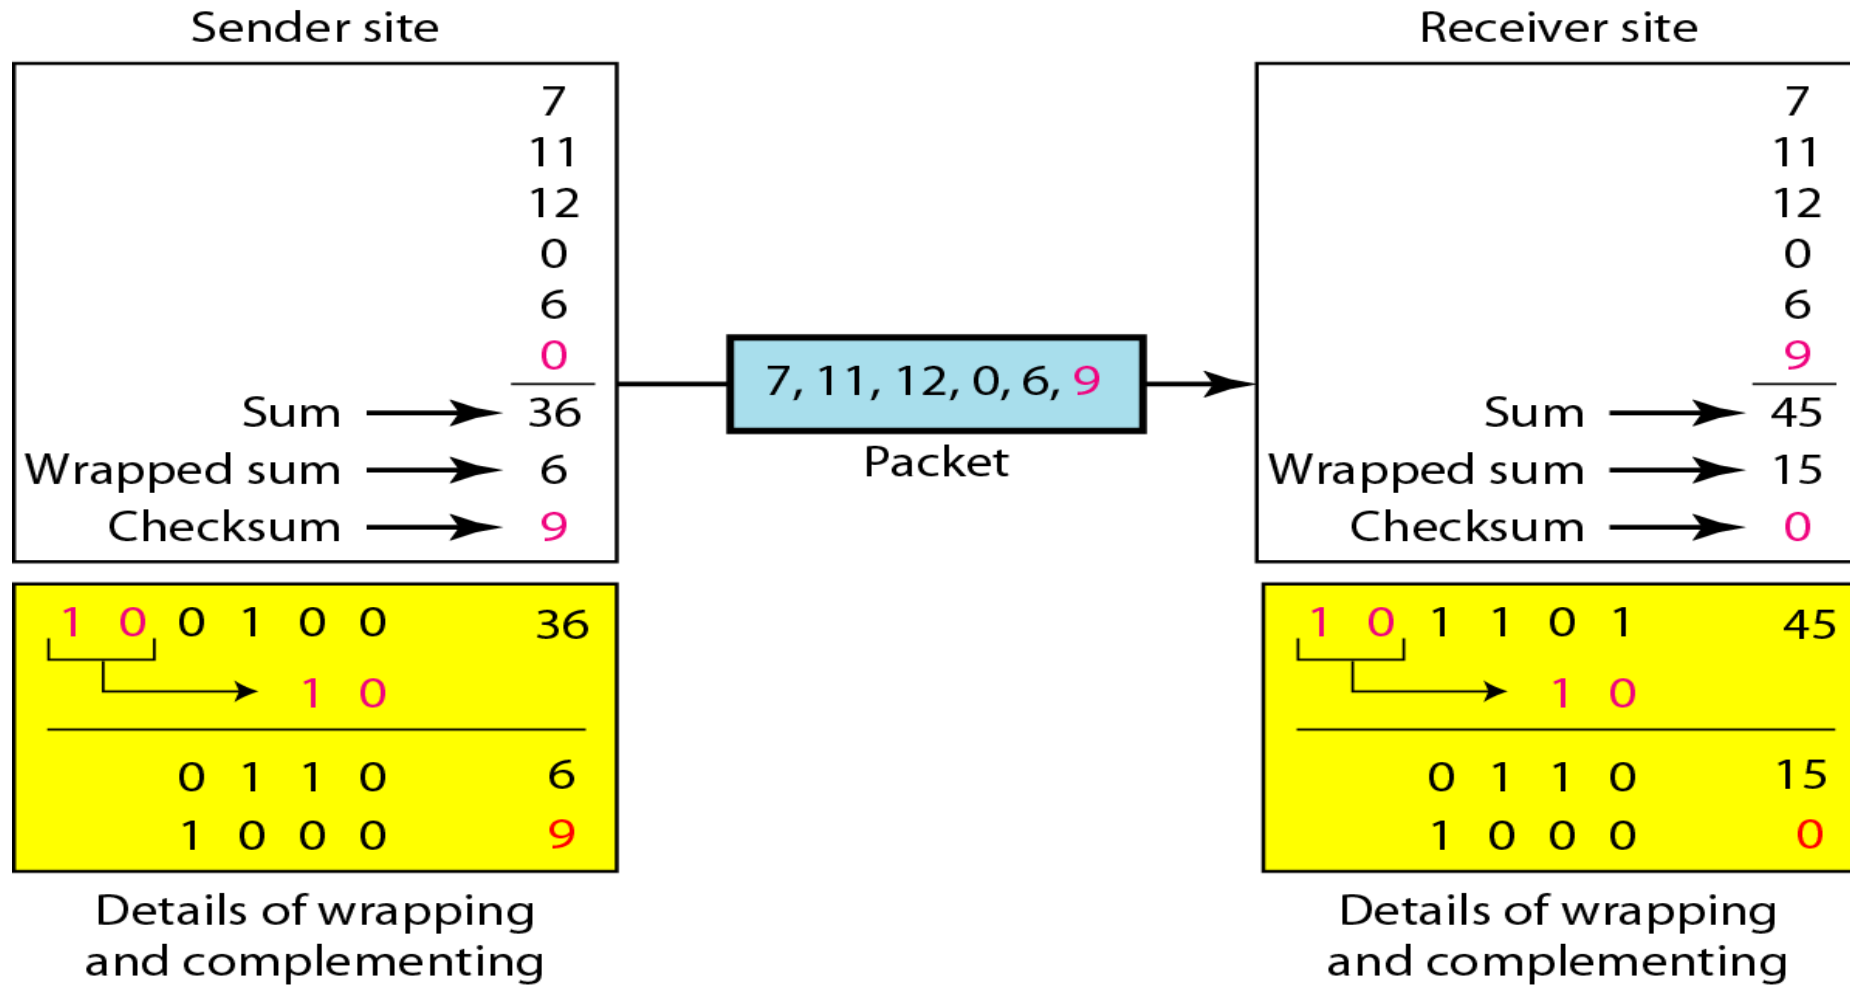 Sender site
7
11
12
0
6
0
Sum 36
Wrapped sum 6
Checksum 9
1 0 0 1 0 0 36
1 0
0 1 1 0 6
1 0 0 0 9
Details of wrapping
and complementing
7, 11, 12, 0, 6, 9
Packet
Receiver site
7
11
12
0
6
9
Sum 45
Wrapped sum 15
Checksum 0
1 0 1 1 0 1 45
1 0
0 1 1 0 15
1 0 0 0 0
Details of wrapping
and complementing